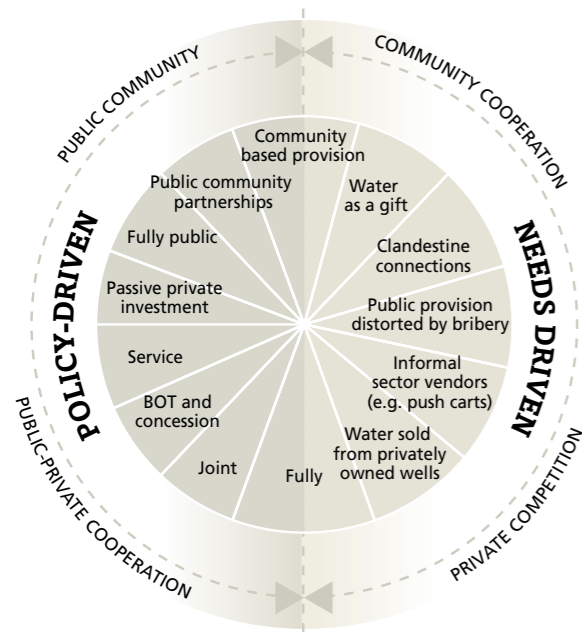 PUBLIC COMMUNITY
COMMUNITY COOPERATION
POLICY-DRIVEN
NEEDS DRIVEN
PUBLIC-PRIVATE COOPERATION
PRIVATE COMPETITION
Community
based provision
Water
as a gift
Clandestine
connections
Public provision
distorted by bribery
Informal
sector vendors
(e.g. push carts)
Water sold
from privately
owned wells
Fully
Joint
BOT and
concession
Service
Passive private
investment
Fully public
Public community
partnerships